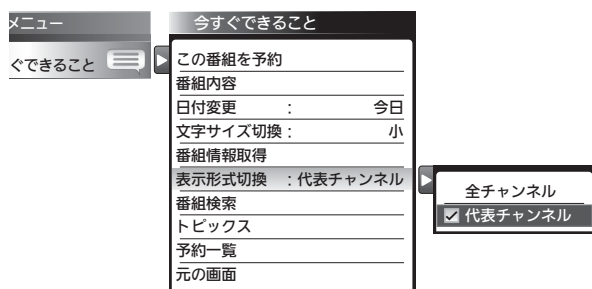 メニュー
ぐできること
今すぐできること
この番組を予約
番組内容
日付変更 : 今日
文字サイズ切換 : 小
番組情報取得
表示形式切換 : 代表チャンネル
番組検索
トピックス
予約一覧
元の画面
全チャンネル
代表チャンネル